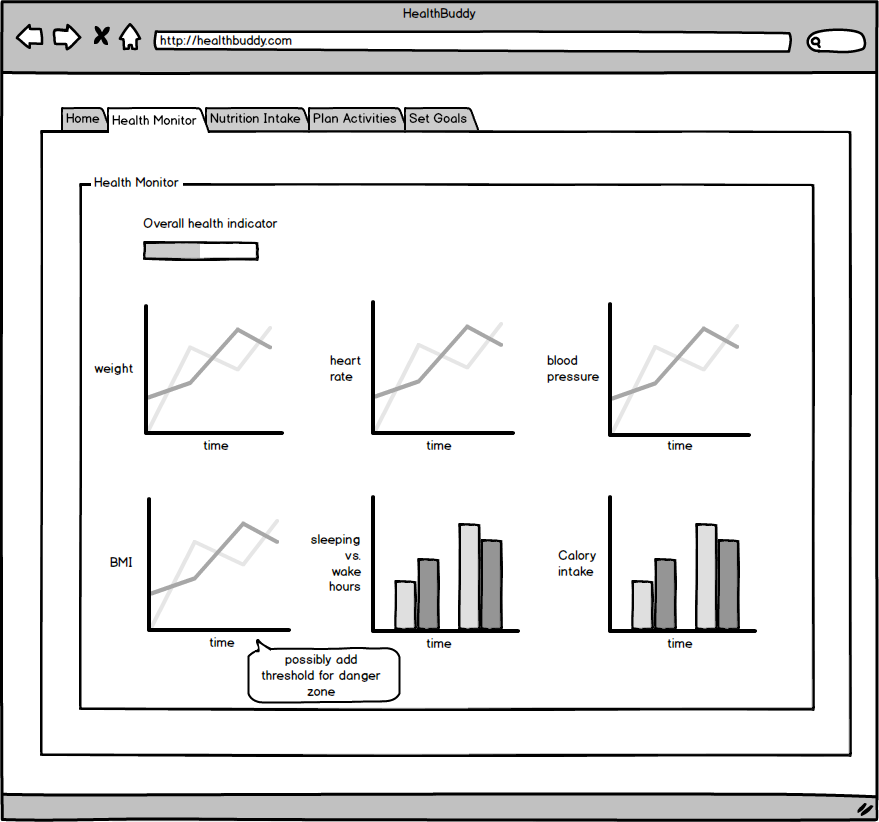 HealthBuddy
http://healthbuddy.com
Home
Health Monitor
Nutrition Intake
Plan Activities
Set Goals
Health Monitor
Overall health indicator
weight
time
heart
rate
time
blood
pressure
time
BMI
time
sleeping
vs.
wake
hours
time
Calory
intake
time
possibly add
threshold for danger
zone